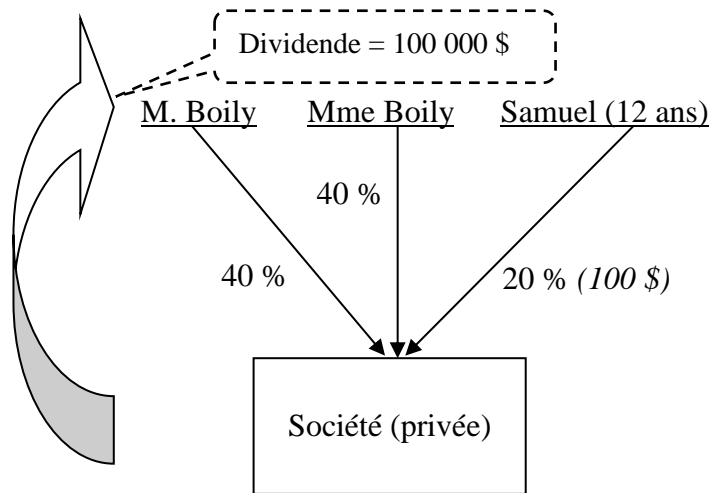 Dividende = 100 000 $
M. Boily Mme Boily Samuel (12 ans)
40 %
40 % 20 % (100 $)
Société (privée)